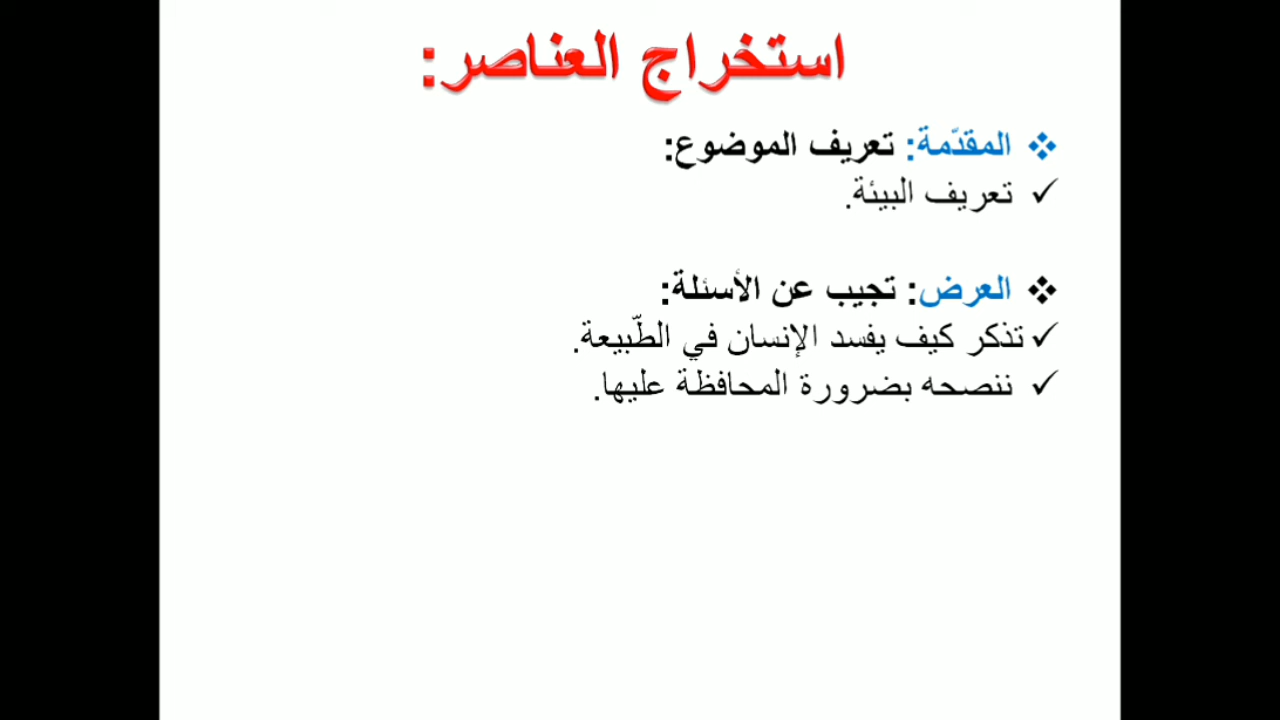 استخراج العناصر:
❖ المقدّمة: تعريف الموضوع:
✓ تعريف البيئة.
❖ العرض: تجيب عن الأسئلة:
✓ تذكر كيف يفسد الإنسان في الطّبيعة.
✓ ننصحه بضرورة المحافظة عليها.